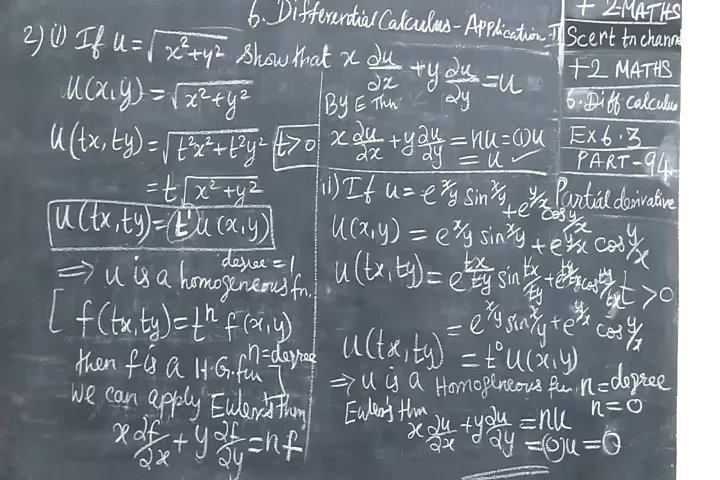 6. Differential Calculus - Application II
2) (i) If u = √(x²+y²) Show that x ∂u/∂x + y ∂u/∂y = u
u(x,y) = √(x²+y²)
u(tx,ty) = √(t²x²+t²y²) t>0
= t√(x²+y²)
u(tx,ty) = t¹ u(x,y)
degree = 1
⇒ u is a homogeneous fn.
[ f(tx,ty) = tⁿ f(x,y)
n = degree
then f is a H.G. fun ]
We can apply Euler's thm
x ∂f/∂x + y ∂f/∂y = nf
By E Thm
x ∂u/∂x + y ∂u/∂y = nu = (1)u
= u ✓
ii) If u = e^(x/y) sin x/y + e^(y/x) cos y/x
u(x,y) = e^(x/y) sin x/y + e^(y/x) cos y/x
u(tx,ty) = e^(tx/ty) sin tx/ty + e^(ty/tx) cos ty/tx t>0
= e^(x/y) sin x/y + e^(y/x) cos y/x
u(tx,ty) = t⁰ u(x,y)
⇒ u is a Homogeneous fun. n = degree
n = 0
Euler's thm
x ∂u/∂x + y ∂u/∂y = nu
= (0)u = 0
+2 MATHS
Scert tn channe
+2 MATHS
6. Diff calculus
Ex 6.3
PART-94
Partial derivative